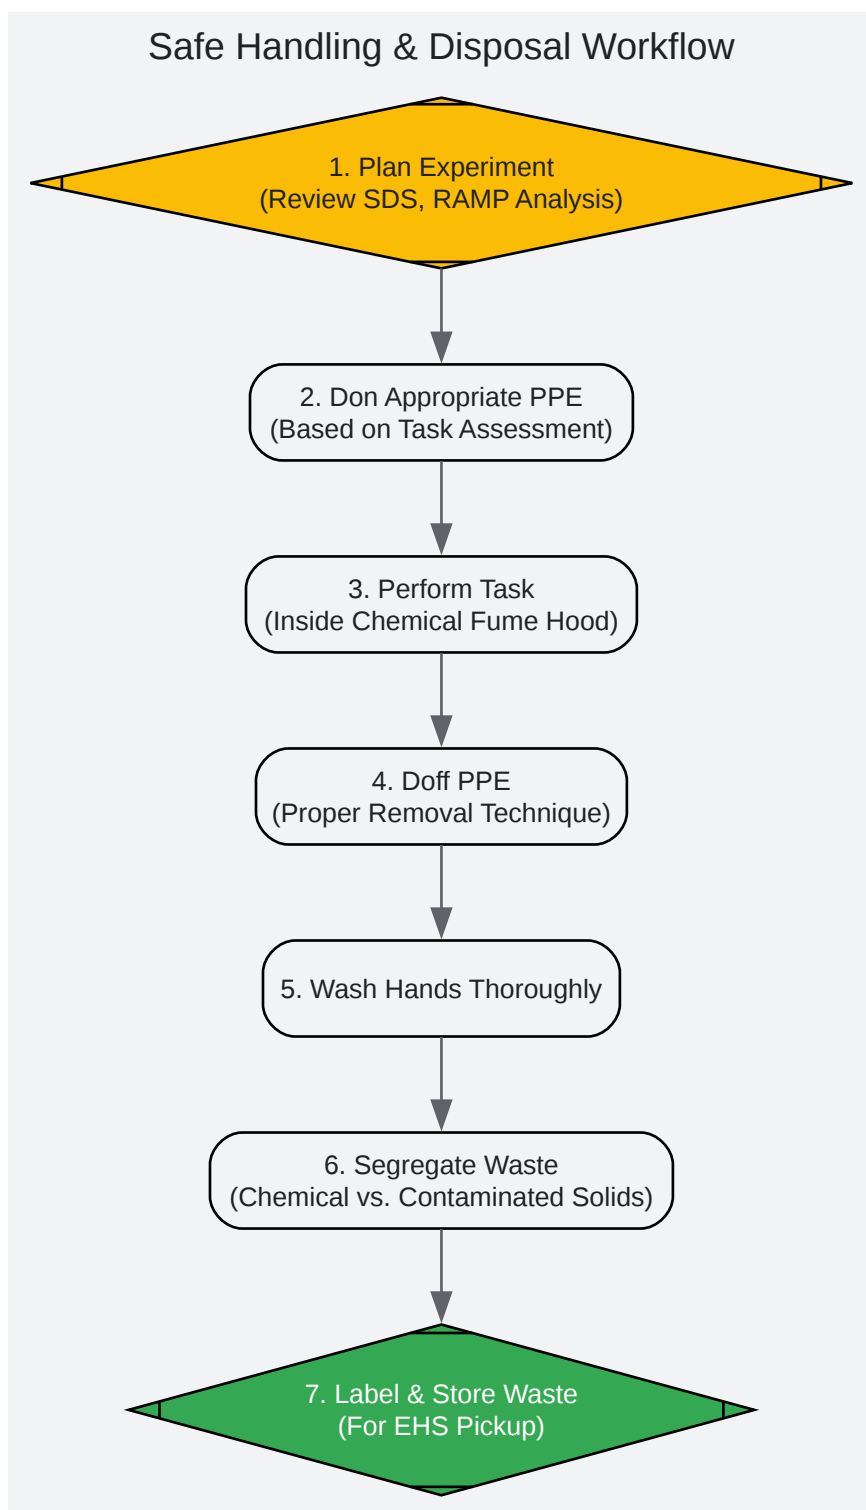 Safe Handling & Disposal Workflow
1. Plan Experiment
(Review SDS, RAMP Analysis)
2. Don Appropriate PPE
(Based on Task Assessment)
3. Perform Task
(Inside Chemical Fume Hood)
4. Doff PPE
(Proper Removal Technique)
5. Wash Hands Thoroughly
6. Segregate Waste
(Chemical vs. Contaminated Solids)
7. Label & Store Waste
(For EHS Pickup)